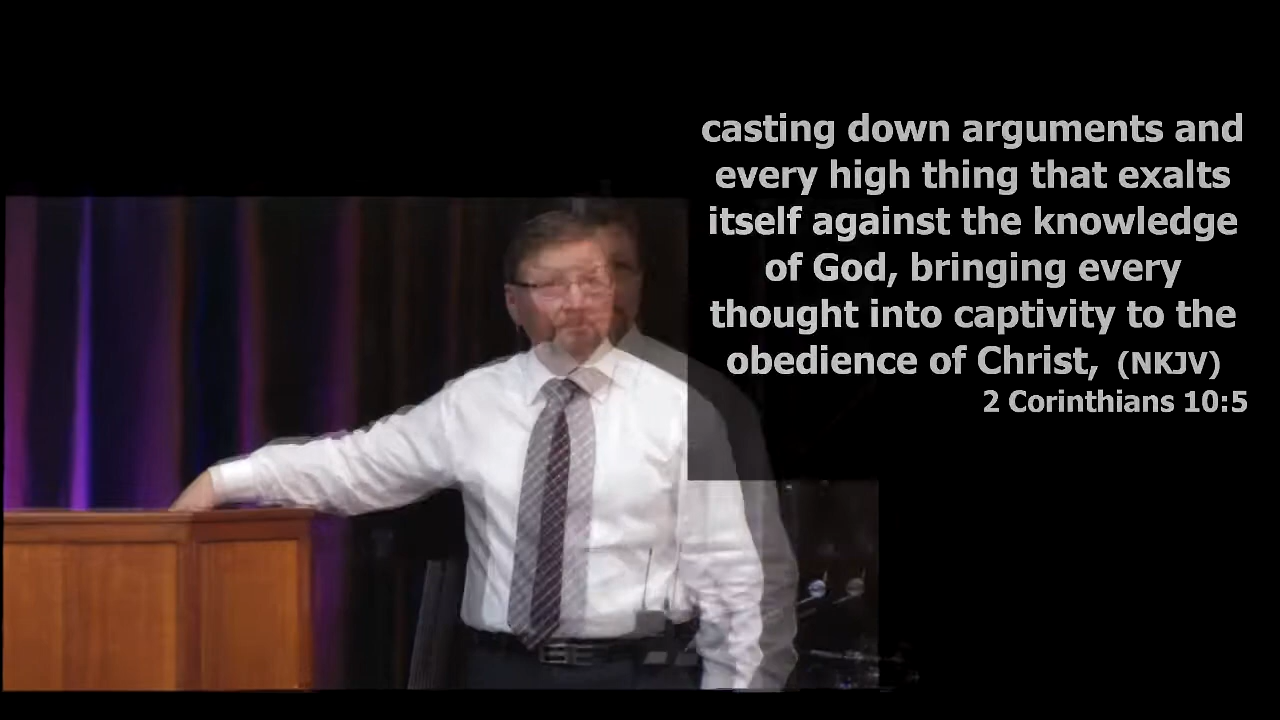 casting down arguments and
every high thing that exalts
itself against the knowledge
of God, bringing every
thought into captivity to the
obedience of Christ, (NKJV)
2 Corinthians 10:5